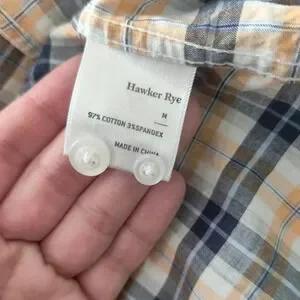 Hawker Rye
M
97% COTTON 3%SPANDEX
MADE IN CHINA